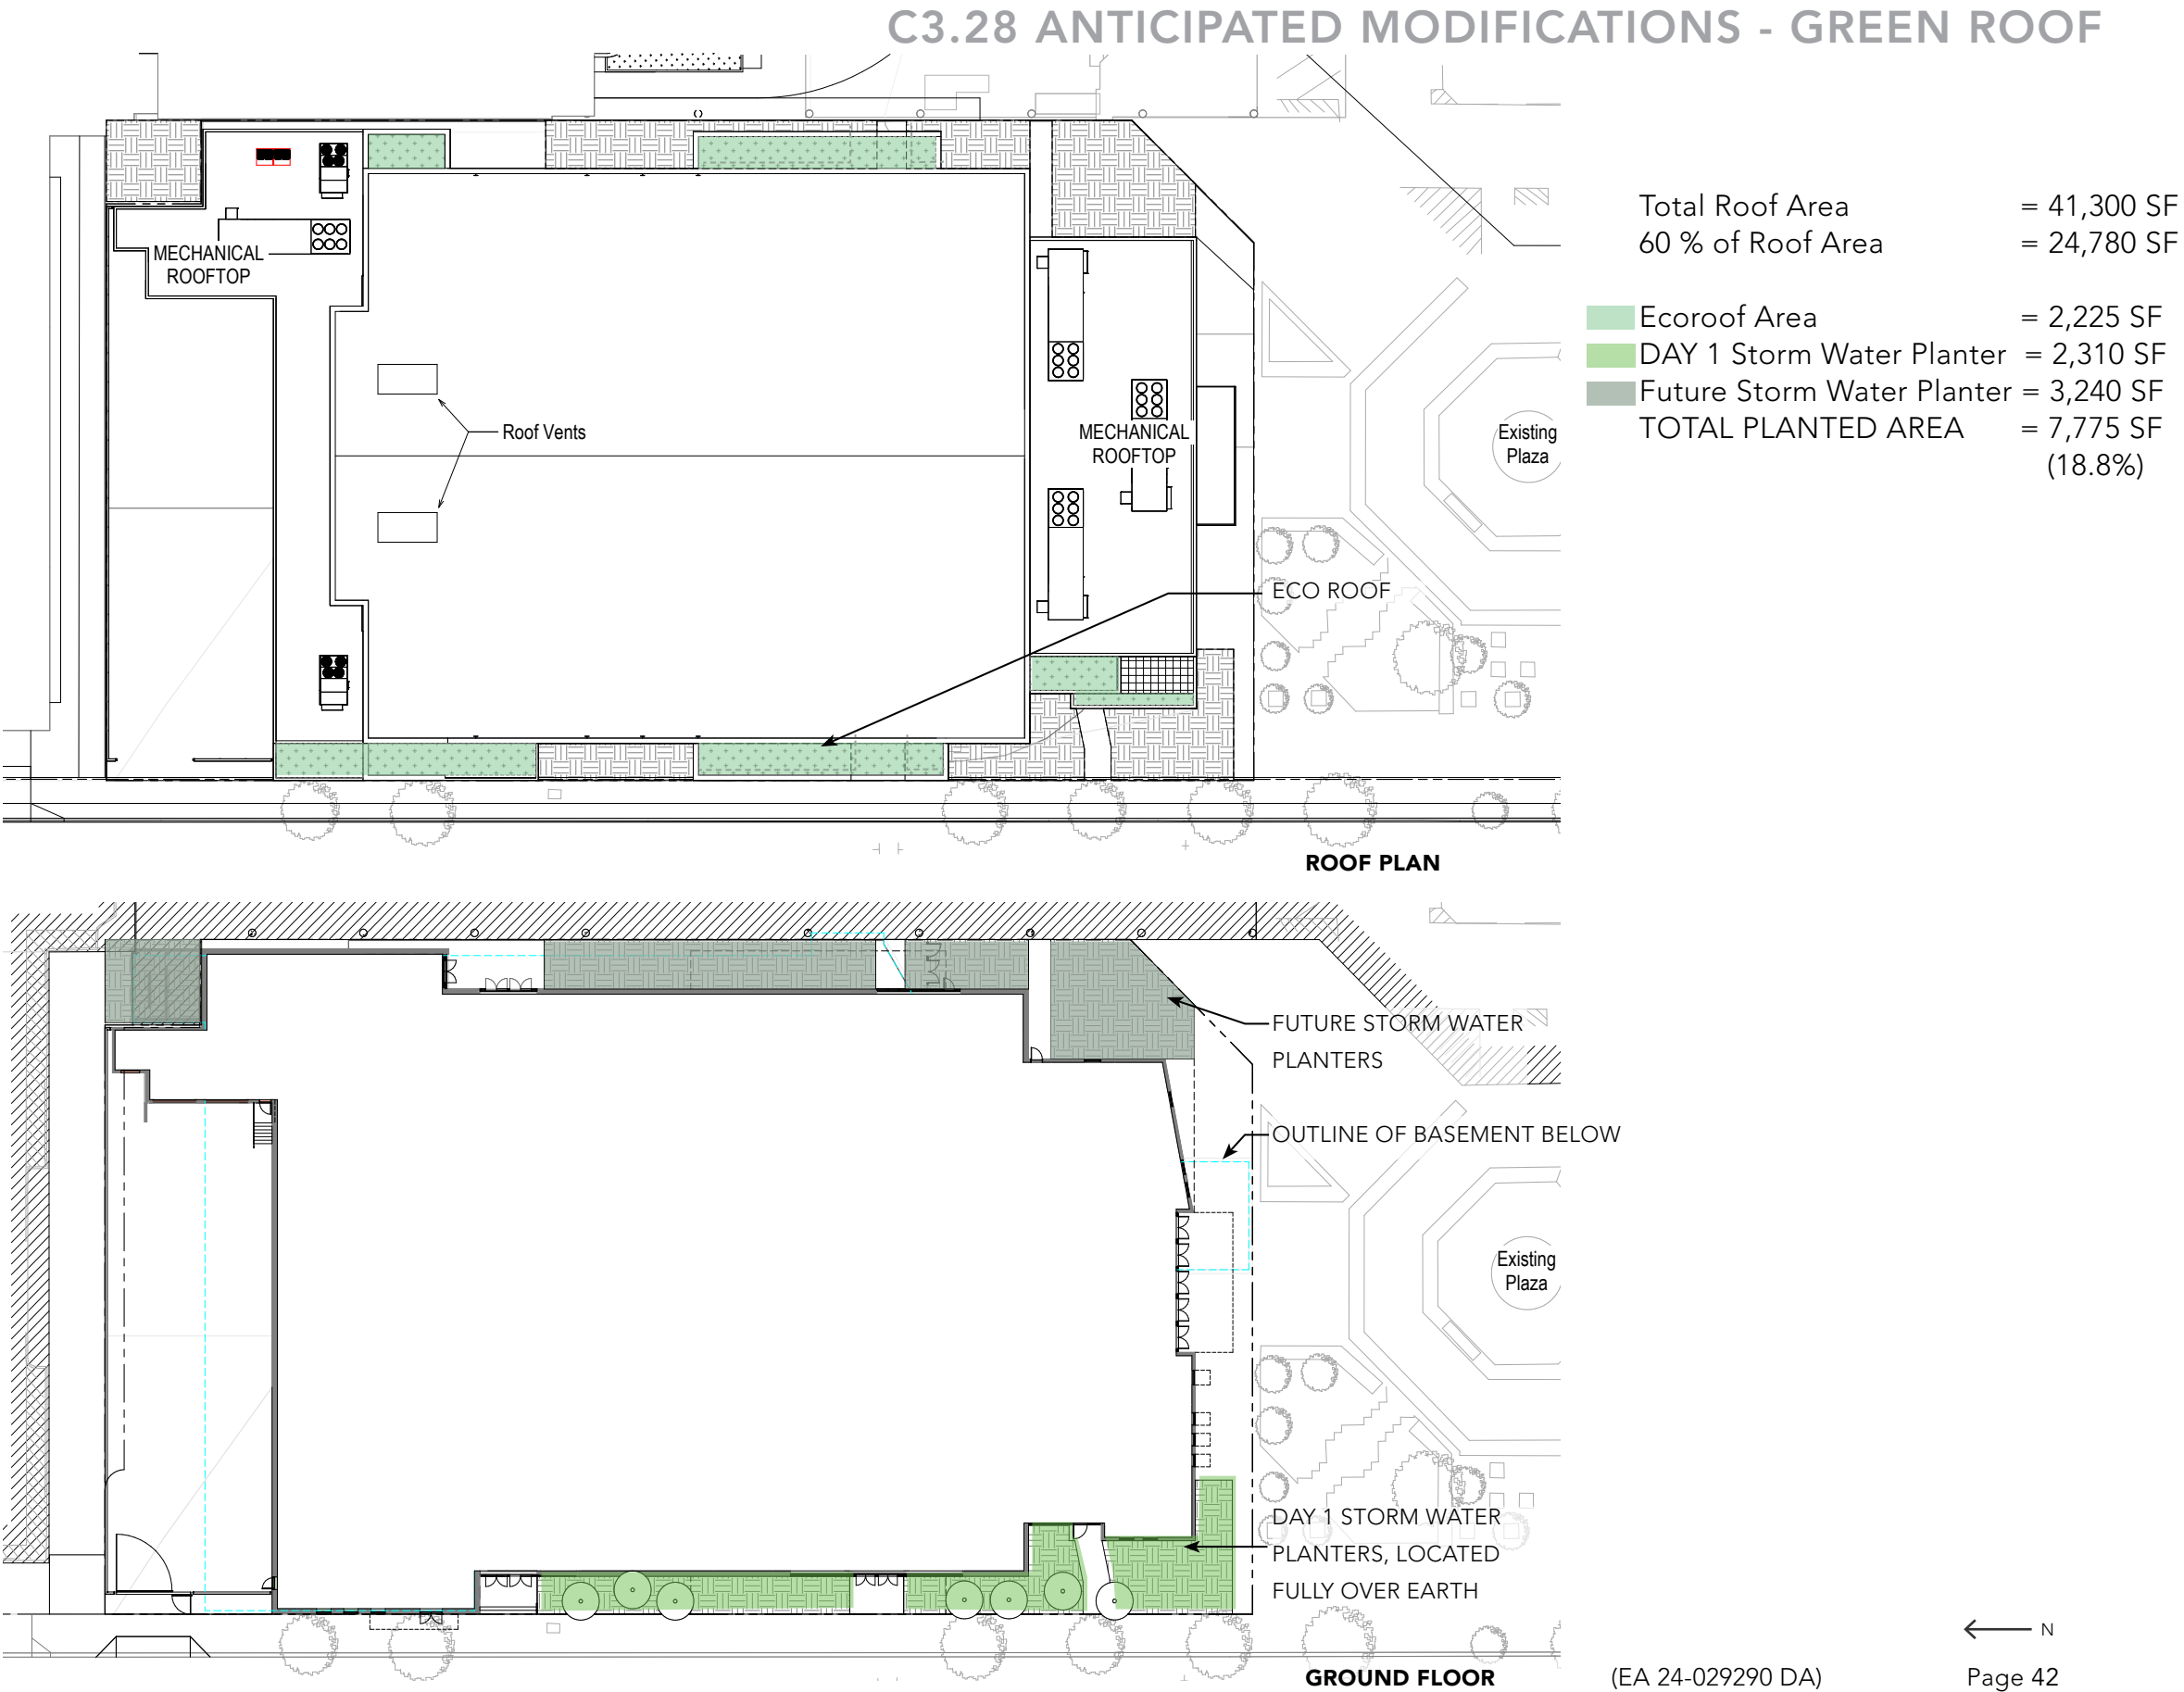 C3.28 ANTICIPATED MODIFICATIONS - GREEN ROOF
Total Roof Area = 41,300 SF
60 % of Roof Area = 24,780 SF
Ecoroof Area = 2,225 SF
DAY 1 Storm Water Planter = 2,310 SF
Future Storm Water Planter = 3,240 SF
TOTAL PLANTED AREA = 7,775 SF
(18.8%)
MECHANICAL
ROOFTOP
Roof Vents
MECHANICAL
ROOFTOP
Existing
Plaza
ECO ROOF
ROOF PLAN
FUTURE STORM WATER
PLANTERS
OUTLINE OF BASEMENT BELOW
Existing
Plaza
DAY 1 STORM WATER
PLANTERS, LOCATED
FULLY OVER EARTH
N
GROUND FLOOR
(EA 24-029290 DA)
Page 42